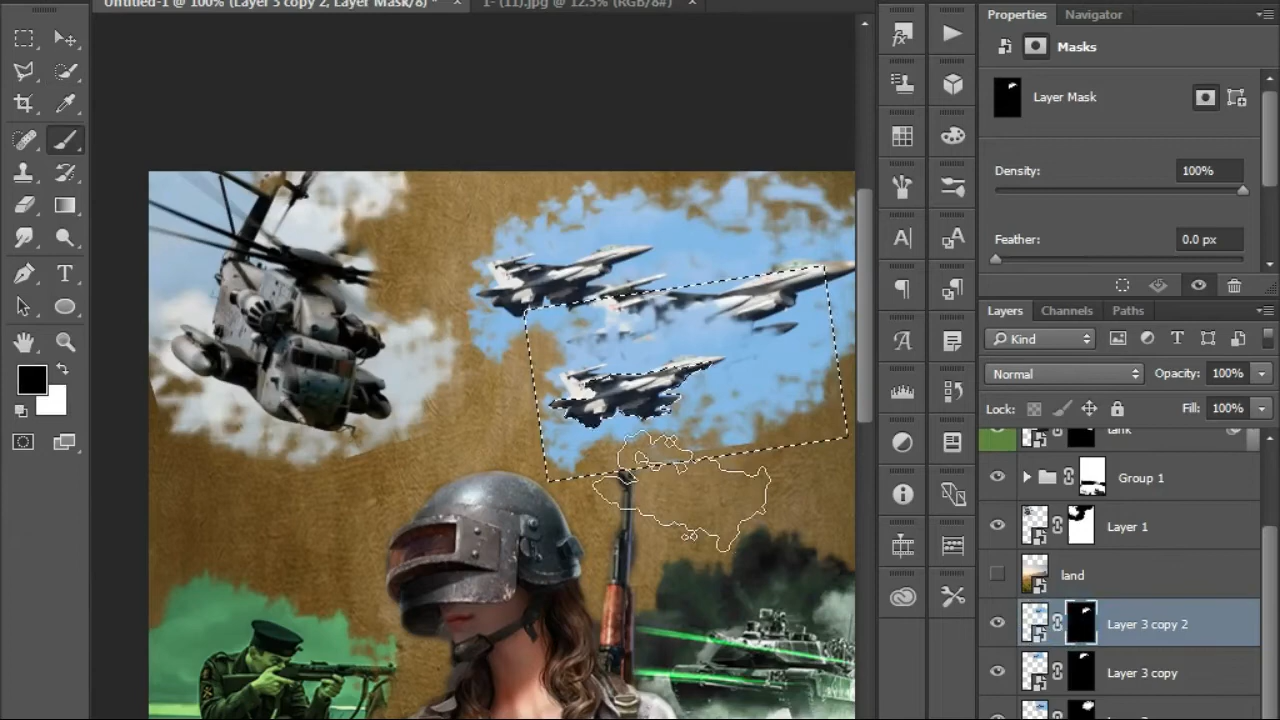 Untitled-1 @ 100% (Layer 3 copy 2, Layer Mask/8) *
1- (11).jpg @ 12.5% (RGB/8#)
Properties
Navigator
Masks
Layer Mask
Density:
100%
Feather:
0.0 px
Layers
Channels
Paths
Kind
Normal
Opacity:
100%
Lock:
Fill:
100%
tank
Group 1
Layer 1
land
Layer 3 copy 2
Layer 3 copy